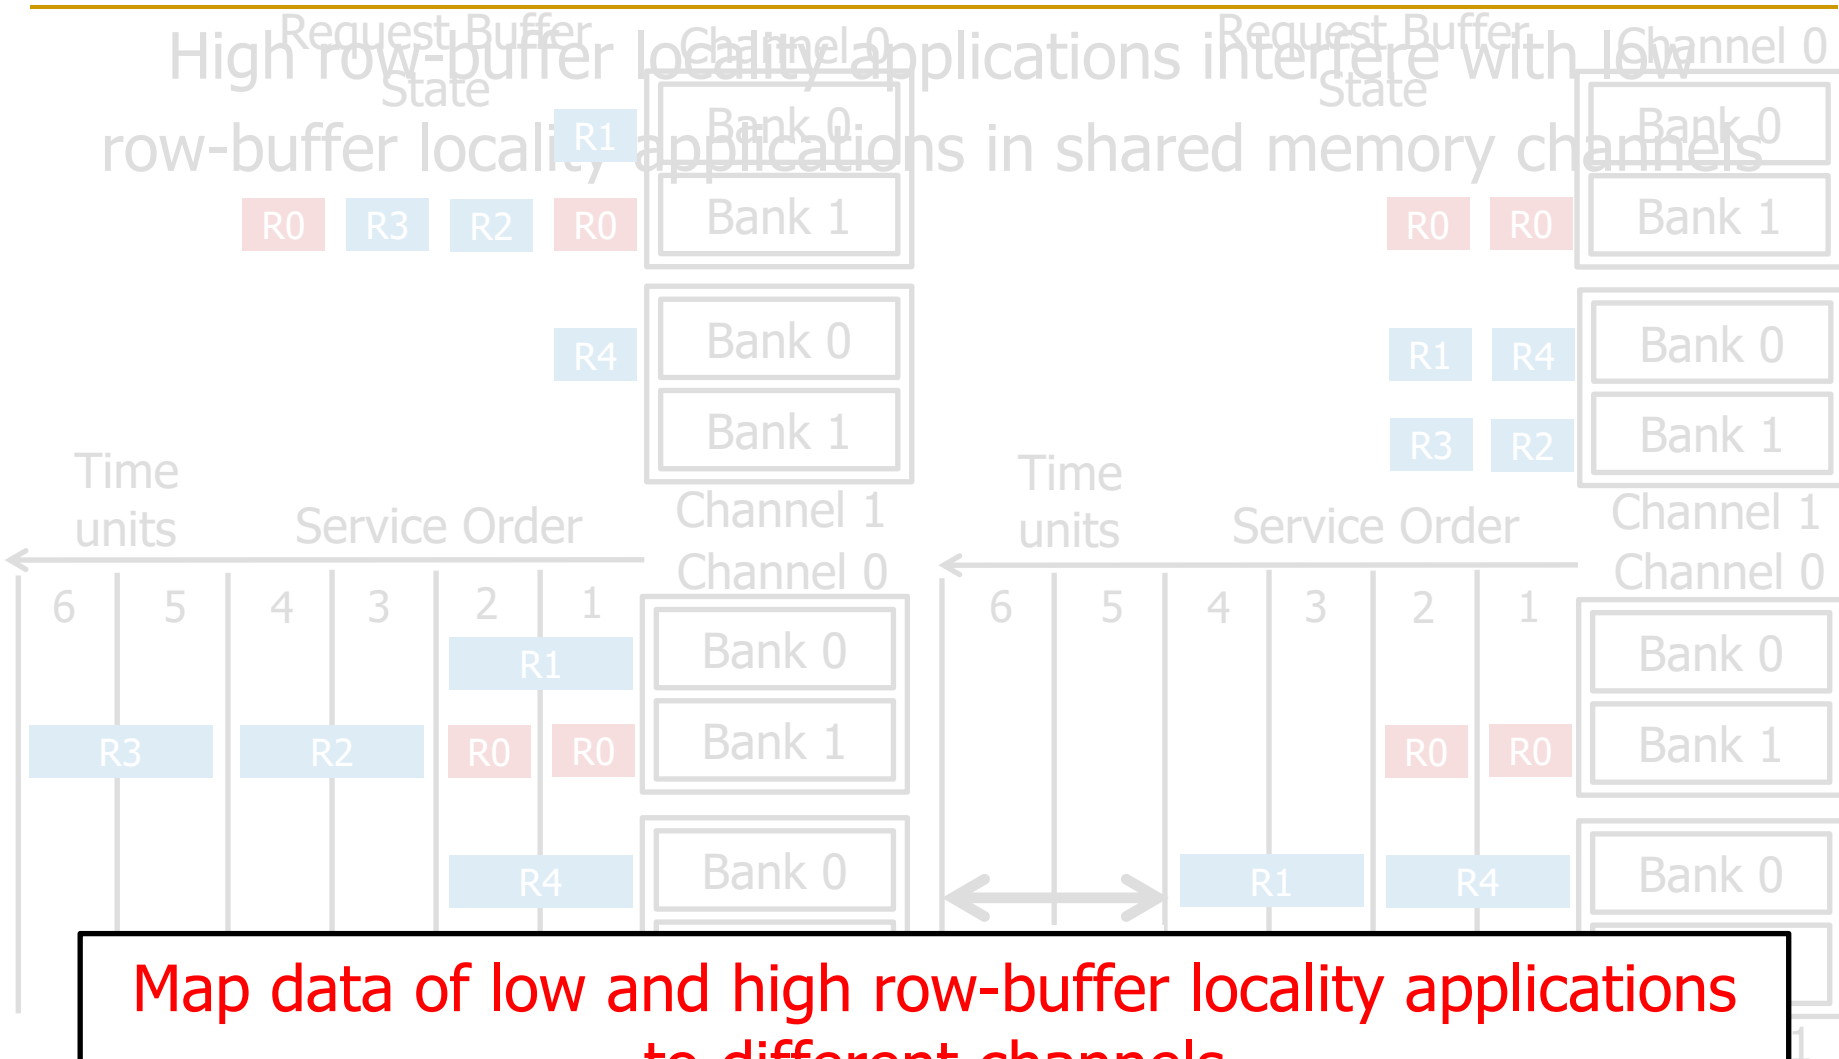 High row-buffer locality applications interfere with low
row-buffer locality applications in shared memory channels
Request Buffer
State
Channel 0
R1
Bank 0
R0 R3 R2 R0
Bank 1
R4
Bank 0
Bank 1
Channel 1
Request Buffer
State
Channel 0
Bank 0
R0 R0
Bank 1
R1 R4
Bank 0
R3 R2
Bank 1
Channel 1
Time
units
Service Order
Channel 0
6 5 4 3 2 1
R1
Bank 0
R3 R2 R0 R0
Bank 1
R4
Bank 0
Time
units
Service Order
Channel 0
6 5 4 3 2 1
Bank 0
R0 R0
Bank 1
R1 R4
Bank 0
1
Map data of low and high row-buffer locality applications
to different channels